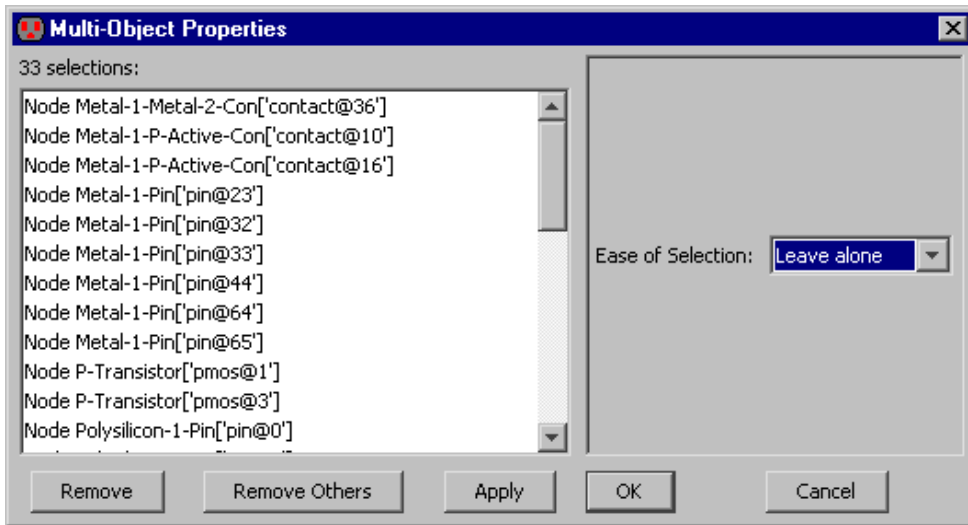 Multi-Object Properties
33 selections:
Node Metal-1-Metal-2-Con['contact@36']
Node Metal-1-P-Active-Con['contact@10']
Node Metal-1-P-Active-Con['contact@16']
Node Metal-1-Pin['pin@23']
Node Metal-1-Pin['pin@32']
Node Metal-1-Pin['pin@33']
Node Metal-1-Pin['pin@44']
Node Metal-1-Pin['pin@64']
Node Metal-1-Pin['pin@65']
Node P-Transistor['pmos@1']
Node P-Transistor['pmos@3']
Node Polysilicon-1-Pin['pin@0']
Ease of Selection: Leave alone
Remove Remove Others Apply OK Cancel